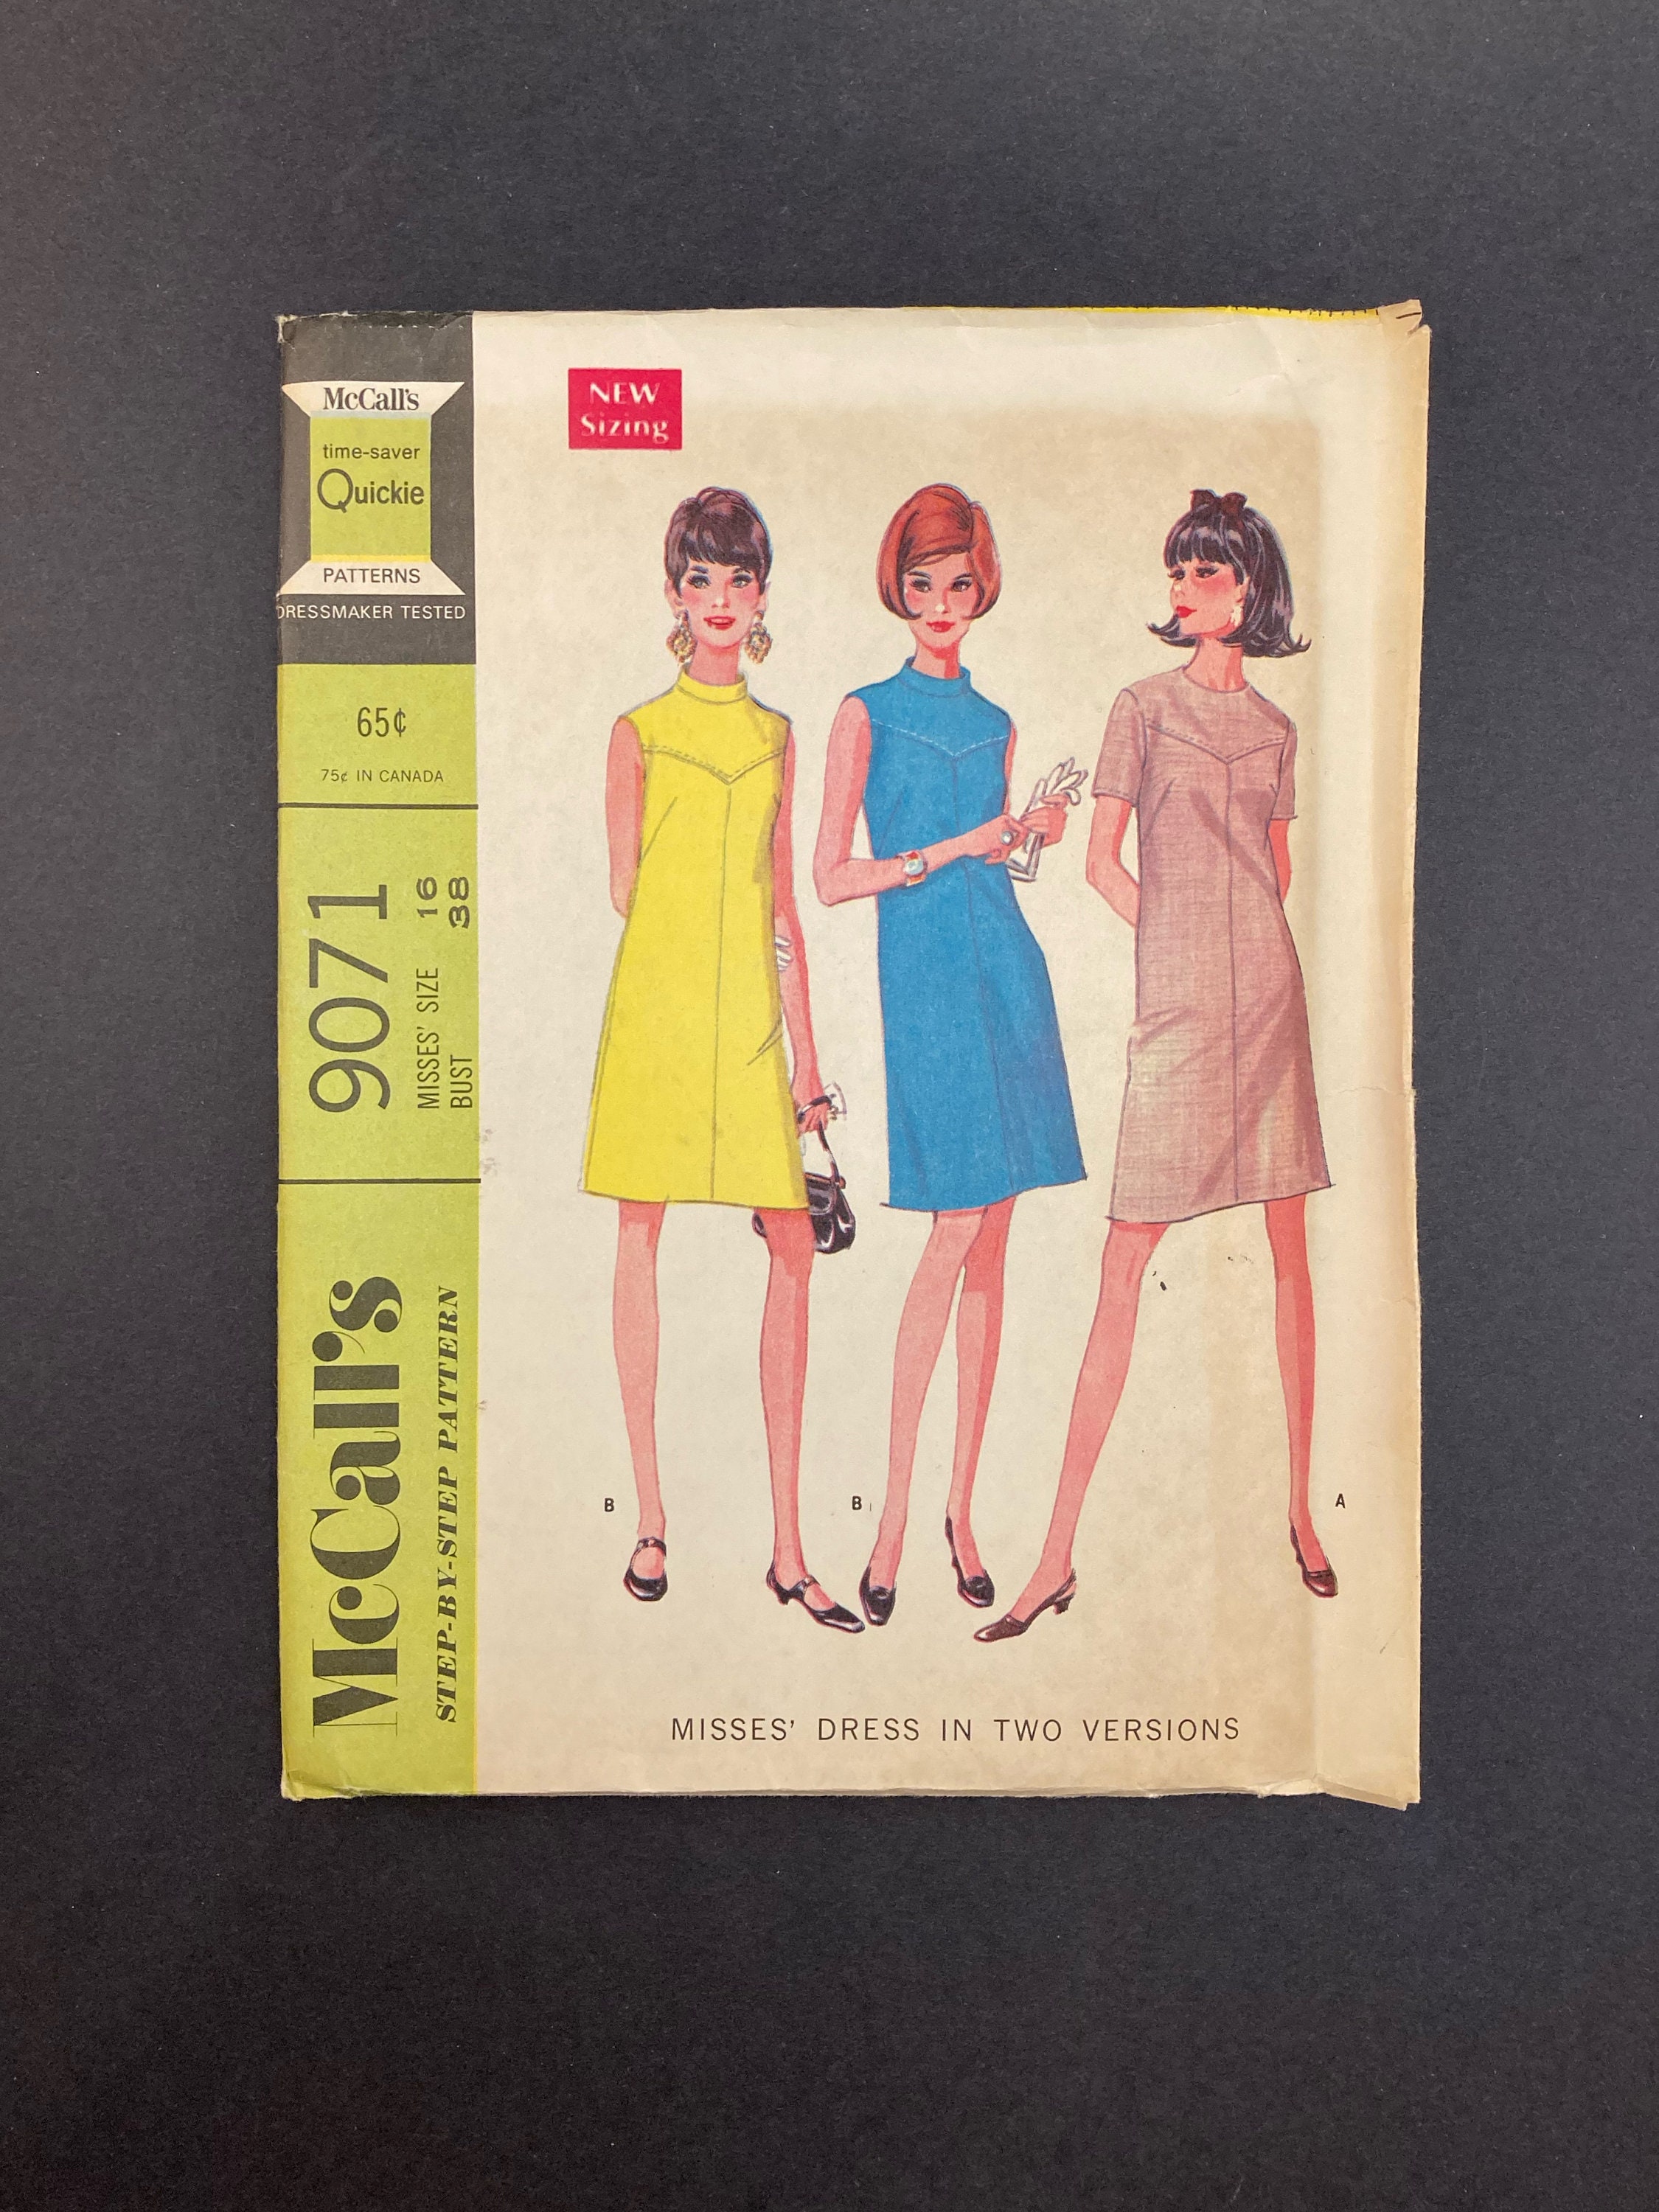 McCall's
time-saver
Quickie
PATTERNS
DRESSMAKER TESTED
65¢
75¢ IN CANADA
9071
MISSES' SIZE 16
BUST 38
McCall's
STEP-BY-STEP PATTERN
NEW
Sizing
B
B
A
MISSES' DRESS IN TWO VERSIONS